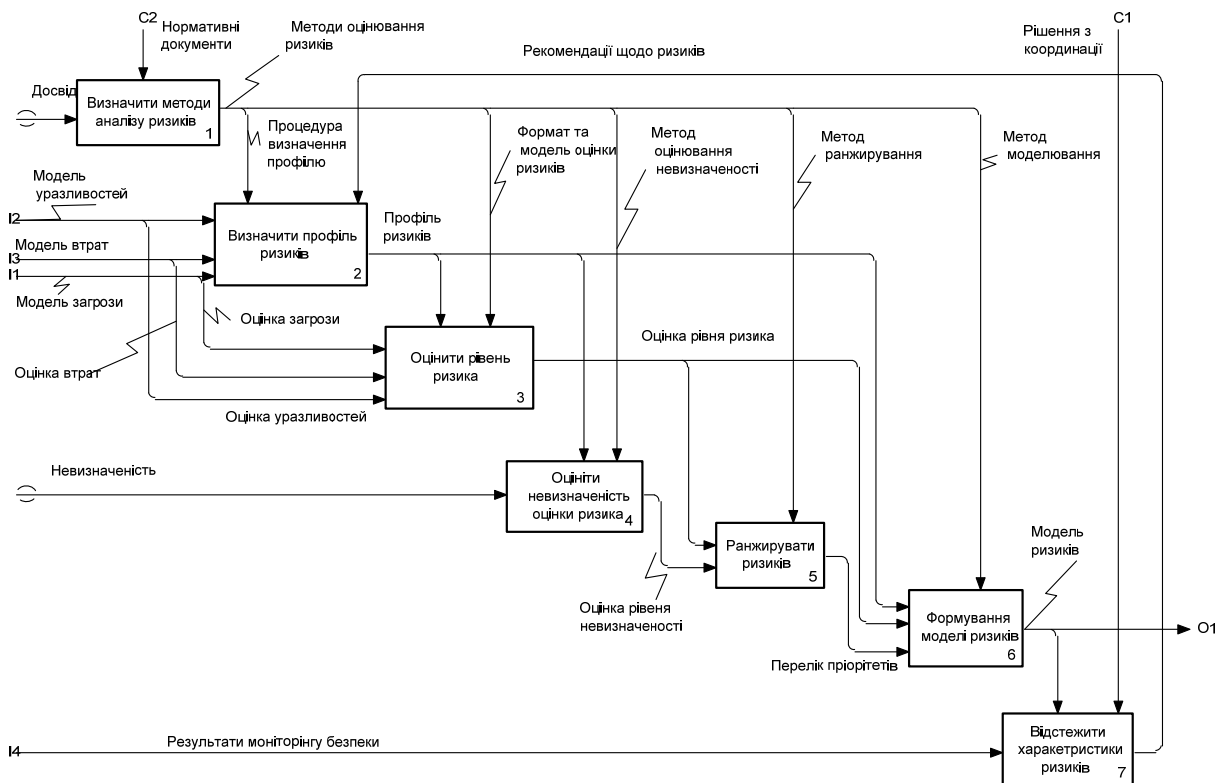 C2
Нормативні
документи
Методи оцінювання
ризиків
C1
Рішення з
координації
Рекомендації щодо ризиків
Досвід
Визначити методи
аналізу ризиків
1
Процедура
визначення
профілю
Формат та
модель оцінки
ризиків
Метод
оцінювання
невизначеності
Метод
ранжирування
Метод
моделювання
Модель
уразливостей
I2
Модель втрат
I3
I1
Модель загрози
Визначити профіль
ризиків
2
Профіль
ризиків
Оцінка загрози
Оцінка втрат
Оцінити рівень
ризика
3
Оцінка рівня ризика
Оцінка уразливостей
Невизначеність
Оцініти
невизначеність
оцінки ризика
4
Ранжирувати
ризиків
5
Оцінка рівеня
невизначеності
Модель
ризиків
Формування
моделі ризиків
6
O1
Перелік пріорітетів
I4
Результати моніторінгу безпеки
Відстежити
харакетристики
ризиків
7